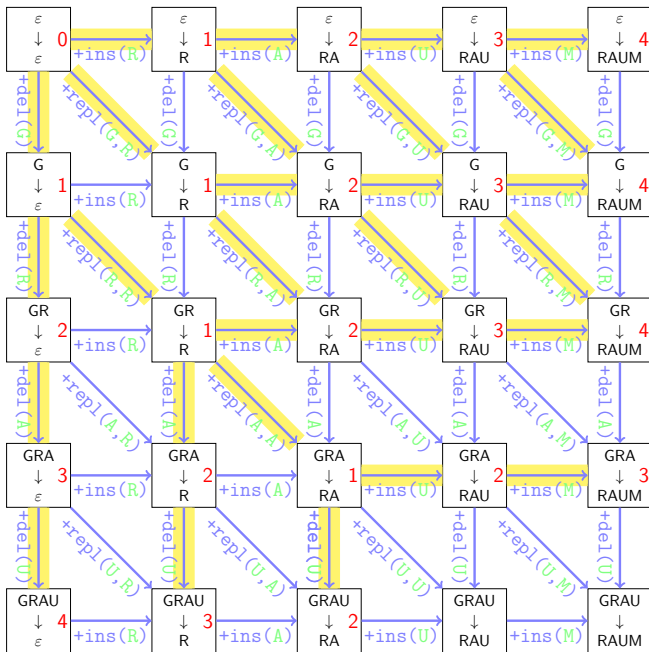 ε ε ε ε ε
↓ 0 ↓ 1 ↓ 2 ↓ 3 ↓ 4
ε +ins(R) R +ins(A) RA +ins(U) RAU +ins(M) RAUM
+del(G) +repl(G,R) +del(G) +repl(G,A) +del(G) +repl(G,U) +del(G) +repl(G,M) +del(G)
G G G G G
↓ 1 ↓ 1 ↓ 2 ↓ 3 ↓ 4
ε +ins(R) R +ins(A) RA +ins(U) RAU +ins(M) RAUM
+del(R) +repl(R,R) +del(R) +repl(R,A) +del(R) +repl(R,U) +del(R) +repl(R,M) +del(R)
GR GR GR GR GR
↓ 2 ↓ 1 ↓ 2 ↓ 3 ↓ 4
ε +ins(R) R +ins(A) RA +ins(U) RAU +ins(M) RAUM
+del(A) +repl(A,R) +del(A) +repl(A,A) +del(A) +repl(A,U) +del(A) +repl(A,M) +del(A)
GRA GRA GRA GRA GRA
↓ 3 ↓ 2 ↓ 1 ↓ 2 ↓ 3
ε +ins(R) R +ins(A) RA +ins(U) RAU +ins(M) RAUM
+del(U) +repl(U,R) +del(U) +repl(U,A) +del(U) +repl(U,U) +del(U) +repl(U,M) +del(U)
GRAU GRAU GRAU GRAU GRAU
↓ 4 ↓ 3 ↓ 2 ↓ ↓
ε +ins(R) R +ins(A) RA +ins(U) RAU +ins(M) RAUM